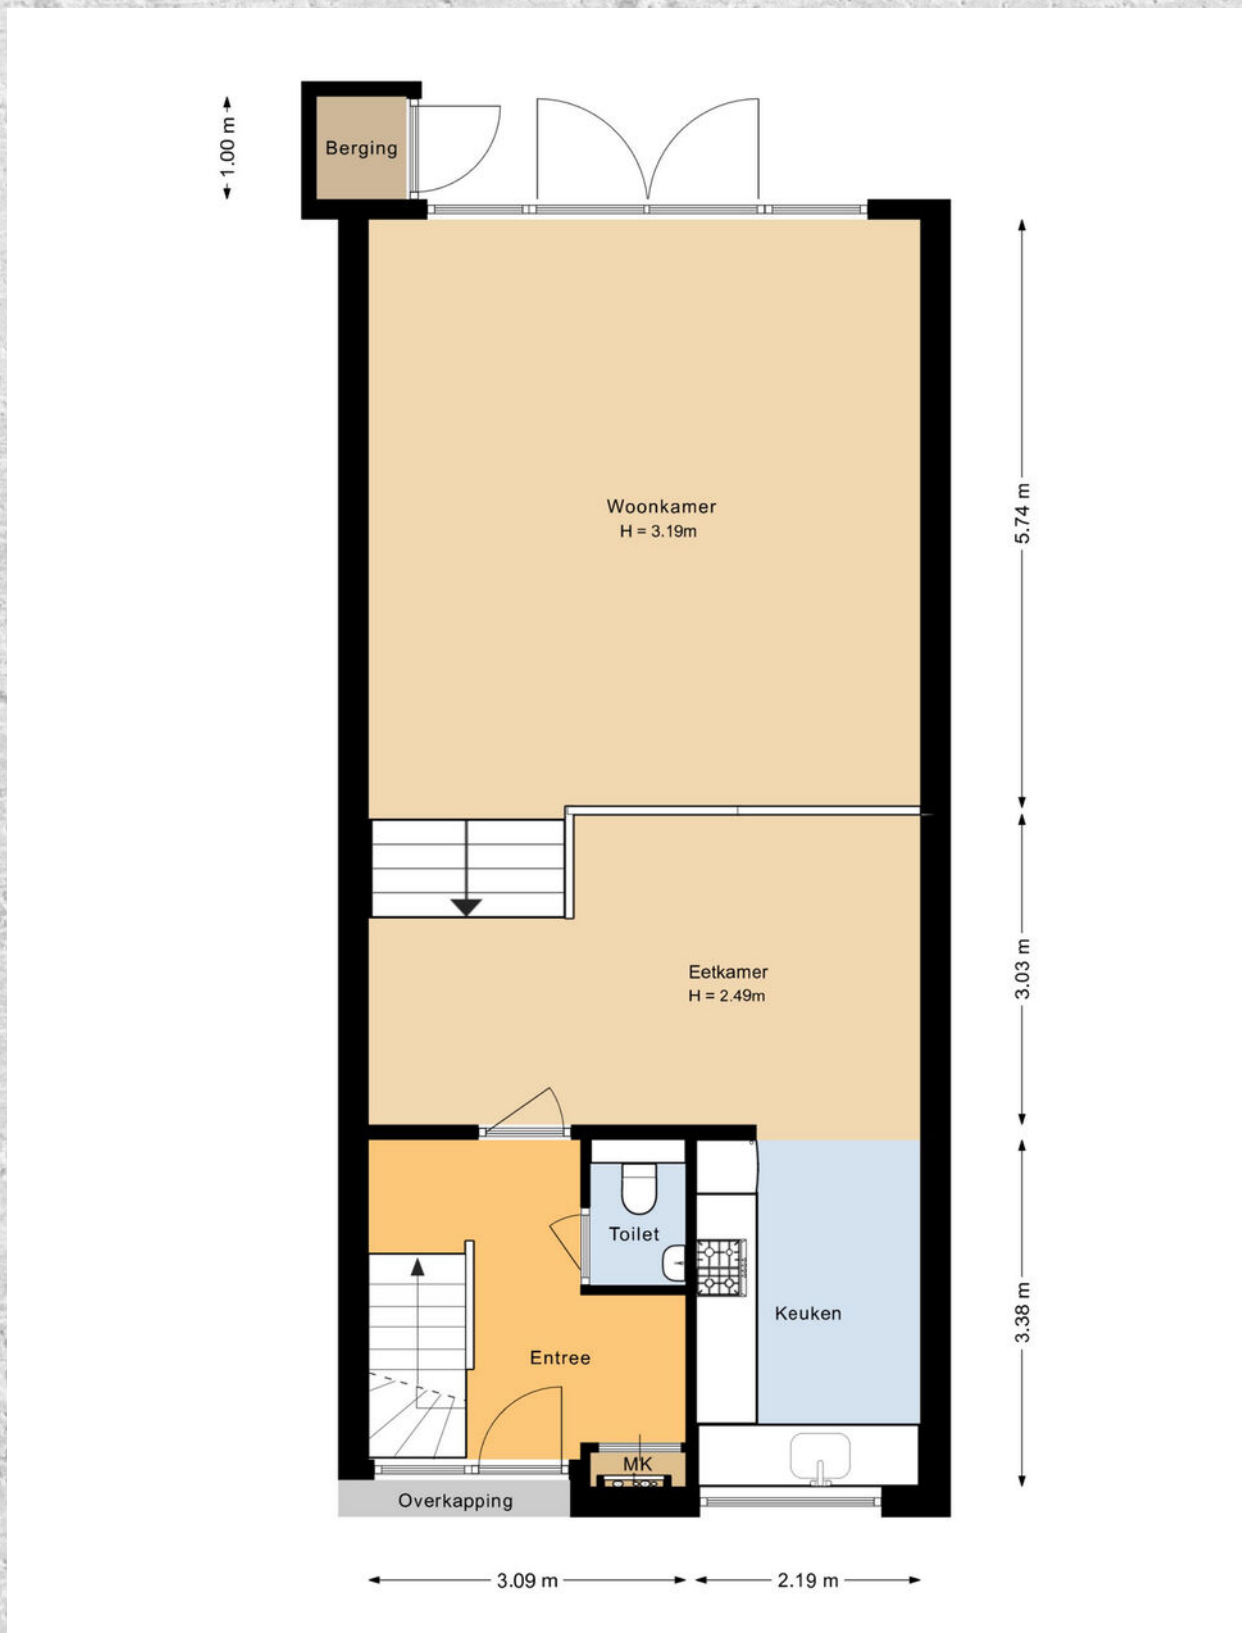 1.00 m
Berging
Woonkamer
H = 3.19m
5.74 m
Eetkamer
H = 2.49m
3.03 m
Toilet
Keuken
3.38 m
Entree
MK
Overkapping
3.09 m
2.19 m